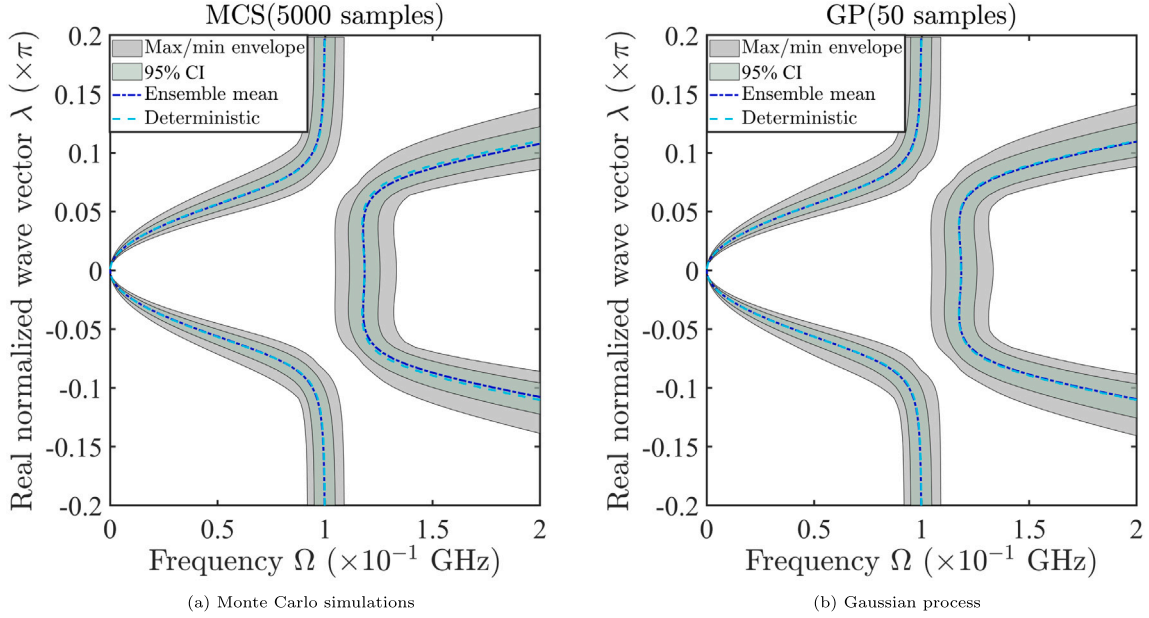 MCS(5000 samples)
Real normalized wave vector λ (×π)
0.2
0.15
0.1
0.05
0
-0.05
-0.1
-0.15
-0.2
Max/min envelope
95% CI
Ensemble mean
Deterministic
0 0.5 1 1.5 2
Frequency Ω (×10⁻¹ GHz)
(a) Monte Carlo simulations
GP(50 samples)
Real normalized wave vector λ (×π)
0.2
0.15
0.1
0.05
0
-0.05
-0.1
-0.15
-0.2
Max/min envelope
95% CI
Ensemble mean
Deterministic
0 0.5 1 1.5 2
Frequency Ω (×10⁻¹ GHz)
(b) Gaussian process